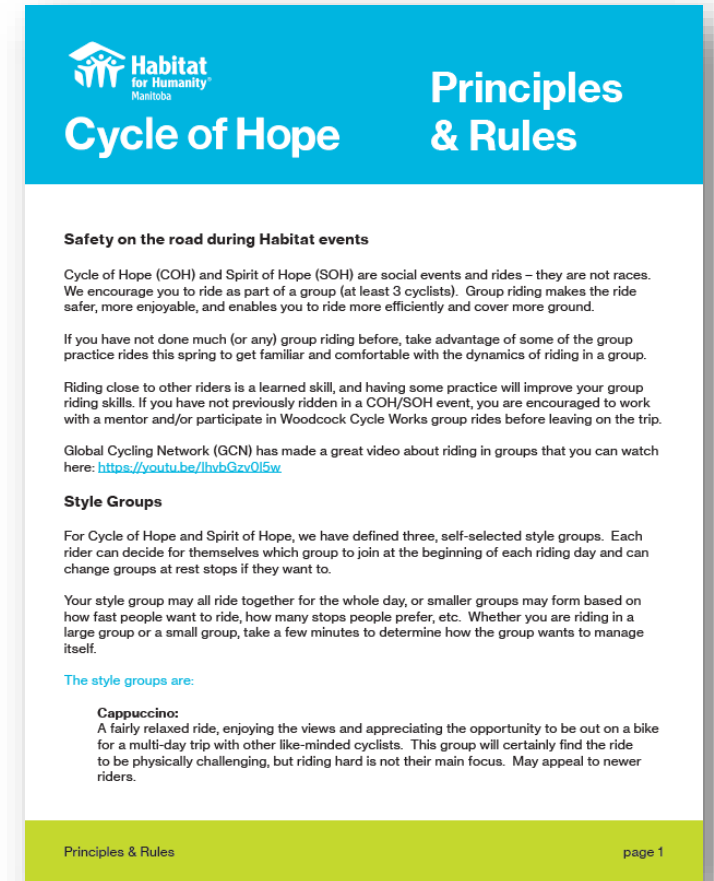 Habitat
for Humanity®
Manitoba
Cycle of Hope
Principles
& Rules
Safety on the road during Habitat events
Cycle of Hope (COH) and Spirit of Hope (SOH) are social events and rides – they are not races.
We encourage you to ride as part of a group (at least 3 cyclists). Group riding makes the ride
safer, more enjoyable, and enables you to ride more efficiently and cover more ground.
If you have not done much (or any) group riding before, take advantage of some of the group
practice rides this spring to get familiar and comfortable with the dynamics of riding in a group.
Riding close to other riders is a learned skill, and having some practice will improve your group
riding skills. If you have not previously ridden in a COH/SOH event, you are encouraged to work
with a mentor and/or participate in Woodcock Cycle Works group rides before leaving on the trip.
Global Cycling Network (GCN) has made a great video about riding in groups that you can watch
here: https://youtu.be/IhvbGzv0I5w
Style Groups
For Cycle of Hope and Spirit of Hope, we have defined three, self-selected style groups. Each
rider can decide for themselves which group to join at the beginning of each riding day and can
change groups at rest stops if they want to.
Your style group may all ride together for the whole day, or smaller groups may form based on
how fast people want to ride, how many stops people prefer, etc. Whether you are riding in a
large group or a small group, take a few minutes to determine how the group wants to manage
itself.
The style groups are:
Cappuccino:
A fairly relaxed ride, enjoying the views and appreciating the opportunity to be out on a bike
for a multi-day trip with other like-minded cyclists. This group will certainly find the ride
to be physically challenging, but riding hard is not their main focus. May appeal to newer
riders.
Principles & Rules
page 1